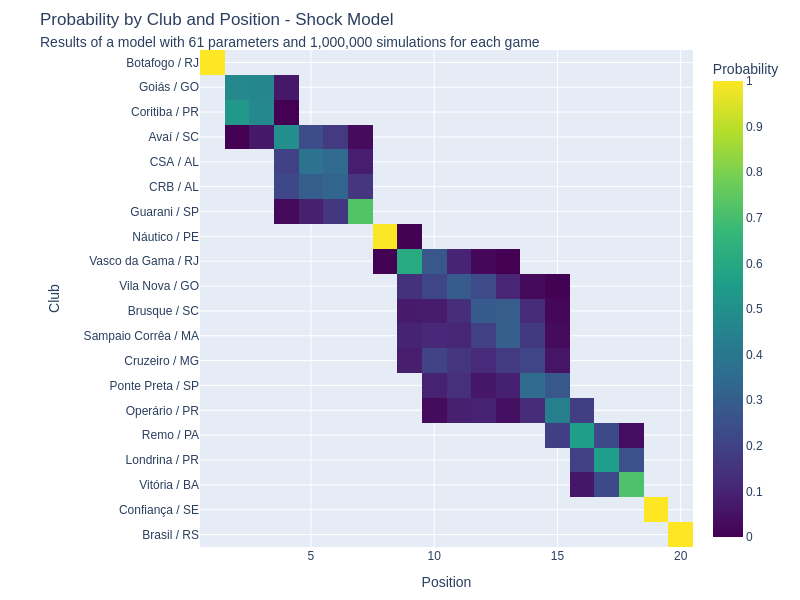 Probability by Club and Position - Shock Model
Results of a model with 61 parameters and 1,000,000 simulations for each game
Probability
Club
Botafogo / RJ
Goiás / GO
Coritiba / PR
Avaí / SC
CSA / AL
CRB / AL
Guarani / SP
Náutico / PE
Vasco da Gama / RJ
Vila Nova / GO
Brusque / SC
Sampaio Corrêa / MA
Cruzeiro / MG
Ponte Preta / SP
Operário / PR
Remo / PA
Londrina / PR
Vitória / BA
Confiança / SE
Brasil / RS
5
10
15
20
Position
1
0.9
0.8
0.7
0.6
0.5
0.4
0.3
0.2
0.1
0